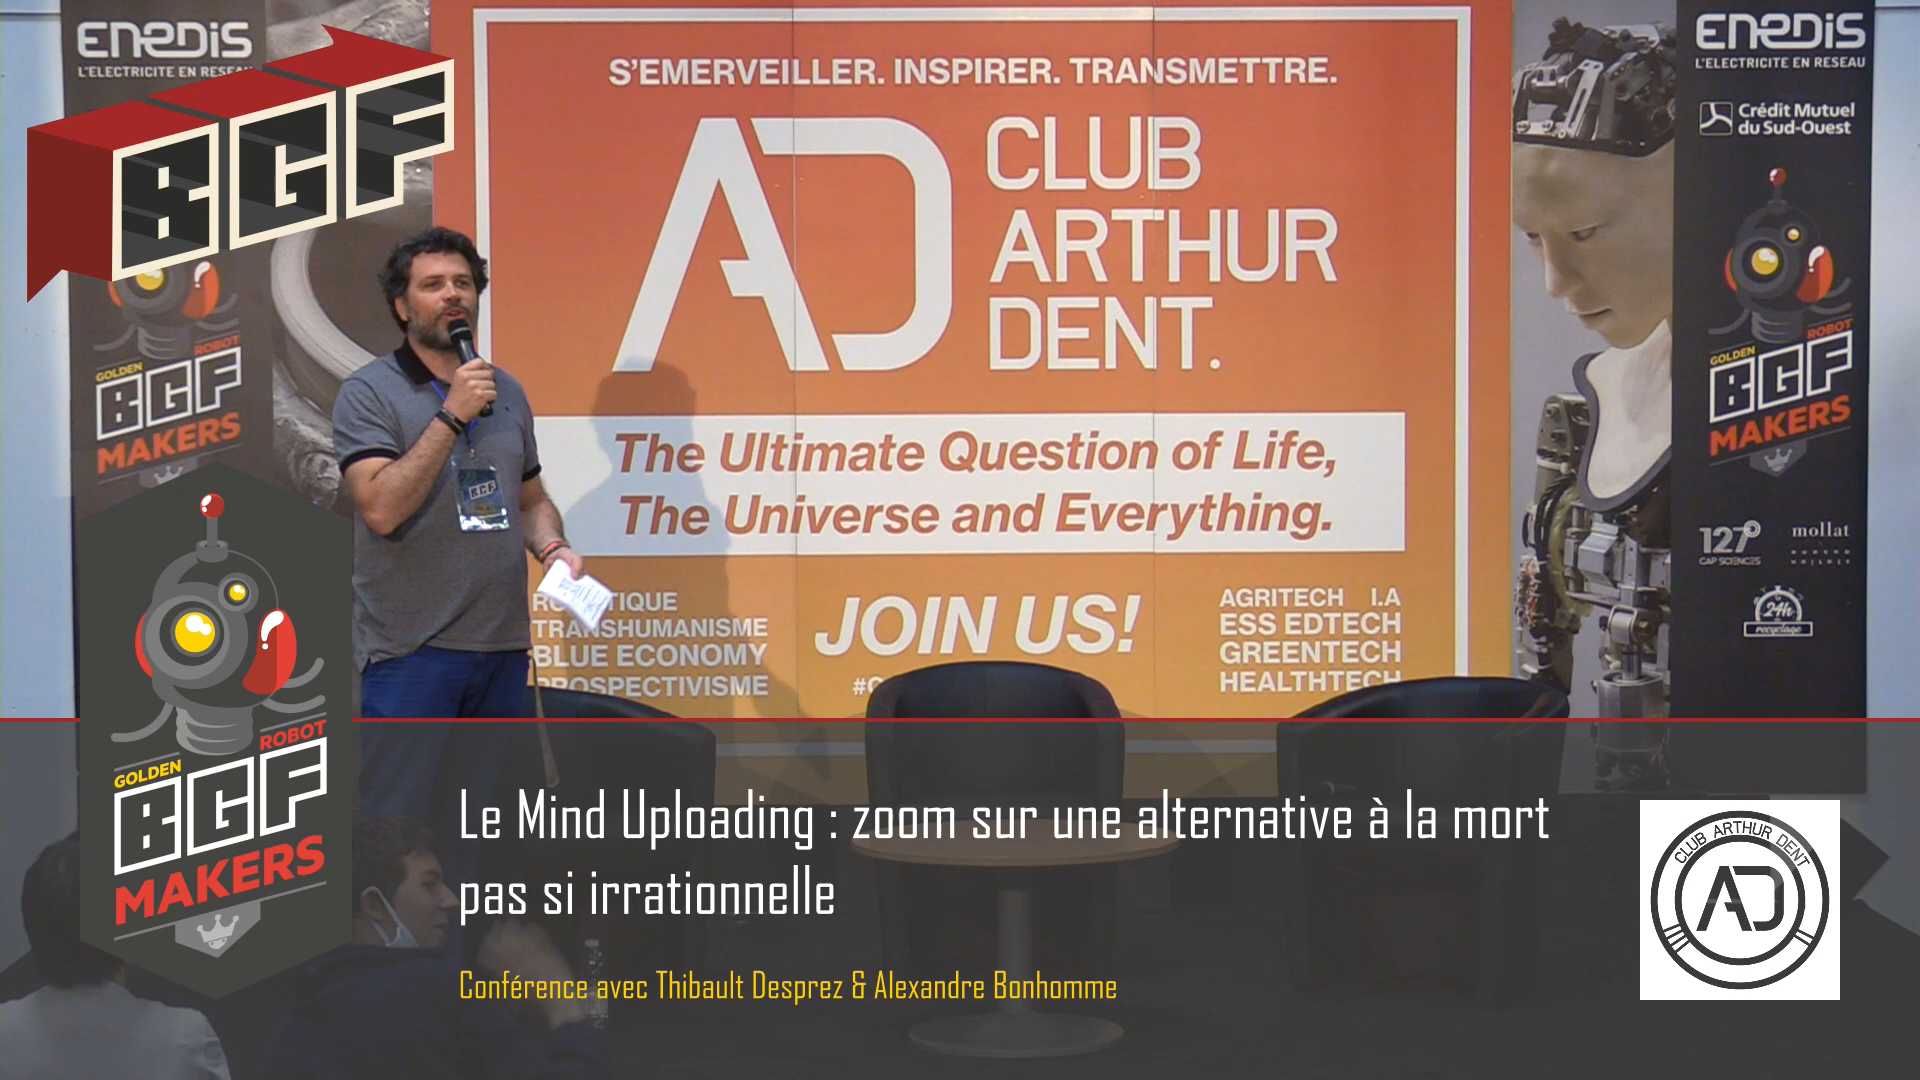 ENEDIS
L'ELECTRICITE EN RESEAU
BGF
GOLDEN
ROBOT
BGF
MAKERS
S'EMERVEILLER. INSPIRER. TRANSMETTRE.
AD
CLUB
ARTHUR
DENT.
The Ultimate Question of Life,
The Universe and Everything.
TRANSHUMANISME
BLUE ECONOMY
PROSPECTIVISME
JOIN US!
AGRITECH I.A
ESS EDTECH
GREENTECH
HEALTHTECH
BGF
ENEDIS
L'ELECTRICITE EN RESEAU
Crédit Mutuel
du Sud-Ouest
GOLDEN
ROBOT
BGF
MAKERS
127°
CAP SCIENCES
mollat
24h
recyclage
GOLDEN
ROBOT
BGF
MAKERS
Le Mind Uploading : zoom sur une alternative à la mort
pas si irrationnelle
Conférence avec Thibault Desprez & Alexandre Bonhomme
CLUB ARTHUR DENT
AD